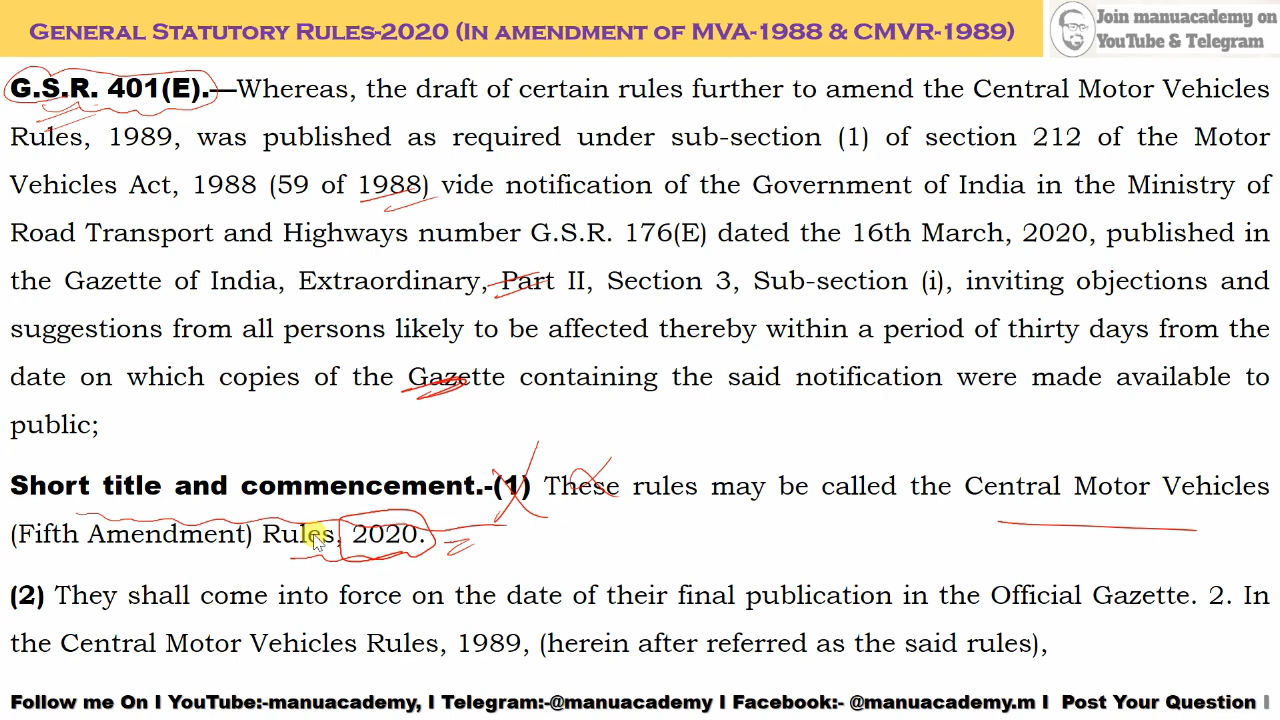 General Statutory Rules-2020 (In amendment of MVA-1988 & CMVR-1989)
Join manuacademy on
YouTube & Telegram
G.S.R. 401(E).—Whereas, the draft of certain rules further to amend the Central Motor Vehicles
Rules, 1989, was published as required under sub-section (1) of section 212 of the Motor
Vehicles Act, 1988 (59 of 1988) vide notification of the Government of India in the Ministry of
Road Transport and Highways number G.S.R. 176(E) dated the 16th March, 2020, published in
the Gazette of India, Extraordinary, Part II, Section 3, Sub-section (i), inviting objections and
suggestions from all persons likely to be affected thereby within a period of thirty days from the
date on which copies of the Gazette containing the said notification were made available to
public;
Short title and commencement.-(1) These rules may be called the Central Motor Vehicles
(Fifth Amendment) Rules, 2020.
(2) They shall come into force on the date of their final publication in the Official Gazette. 2. In
the Central Motor Vehicles Rules, 1989, (herein after referred as the said rules),
Follow me On I YouTube:-manuacademy, I Telegram:-@manuacademy I Facebook:- @manuacademy.m I Post Your Question I